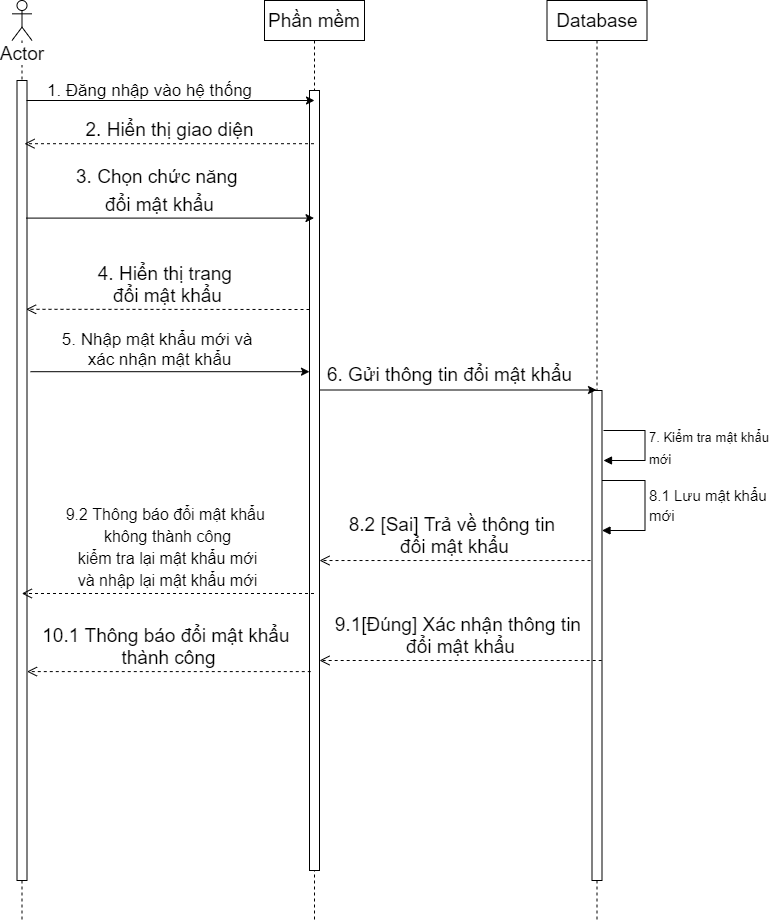 Actor
Phần mềm
Database
1. Đăng nhập vào hệ thống
2. Hiển thị giao diện
3. Chọn chức năng
đổi mật khẩu
4. Hiển thị trang
đổi mật khẩu
5. Nhập mật khẩu mới và
xác nhận mật khẩu
6. Gửi thông tin đổi mật khẩu
7. Kiểm tra mật khẩu
mới
8.1 Lưu mật khẩu
mới
8.2 [Sai] Trả về thông tin
đổi mật khẩu
9.2 Thông báo đổi mật khẩu
không thành công
kiểm tra lại mật khẩu mới
và nhập lại mật khẩu mới
9.1[Đúng] Xác nhận thông tin
đổi mật khẩu
10.1 Thông báo đổi mật khẩu
thành công